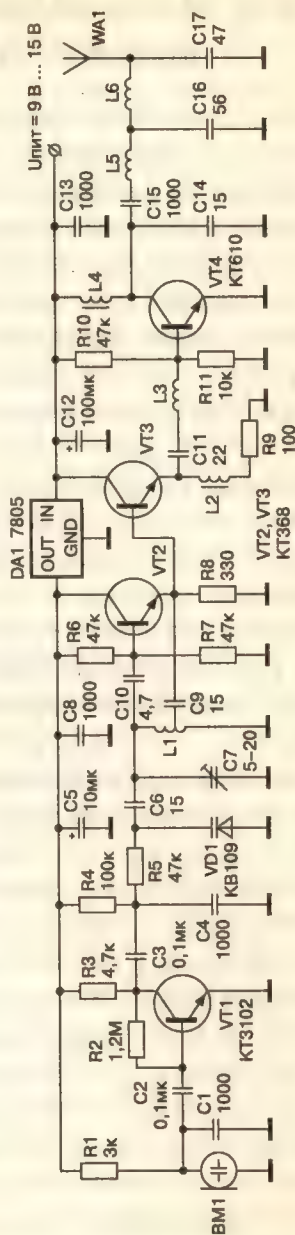 R1
3к
BM1
C1
1000
C2
0,1мк
R2
1,2М
R3
4,7к
VT1
КТ3102
C3
0,1мк
R4
100к
C4
1000
R5
47к
C5
10мк
VD1
КВ109
C6
15
C7
5-20
C8
1000
L1
C10
4,7
C9
15
R6
47к
R7
47к
VT2
R8
330
DA1 7805
OUT IN
GND
VT3
VT2, VT3
КТ368
C12
100мк
C11
22
L2
R9
100
L3
R10
47к
R11
10к
L4
VT4
КТ610
C13
1000
C15
1000
C14
15
Uпит = 9 В ... 15 В
L5
L6
C16
56
WA1
C17
47